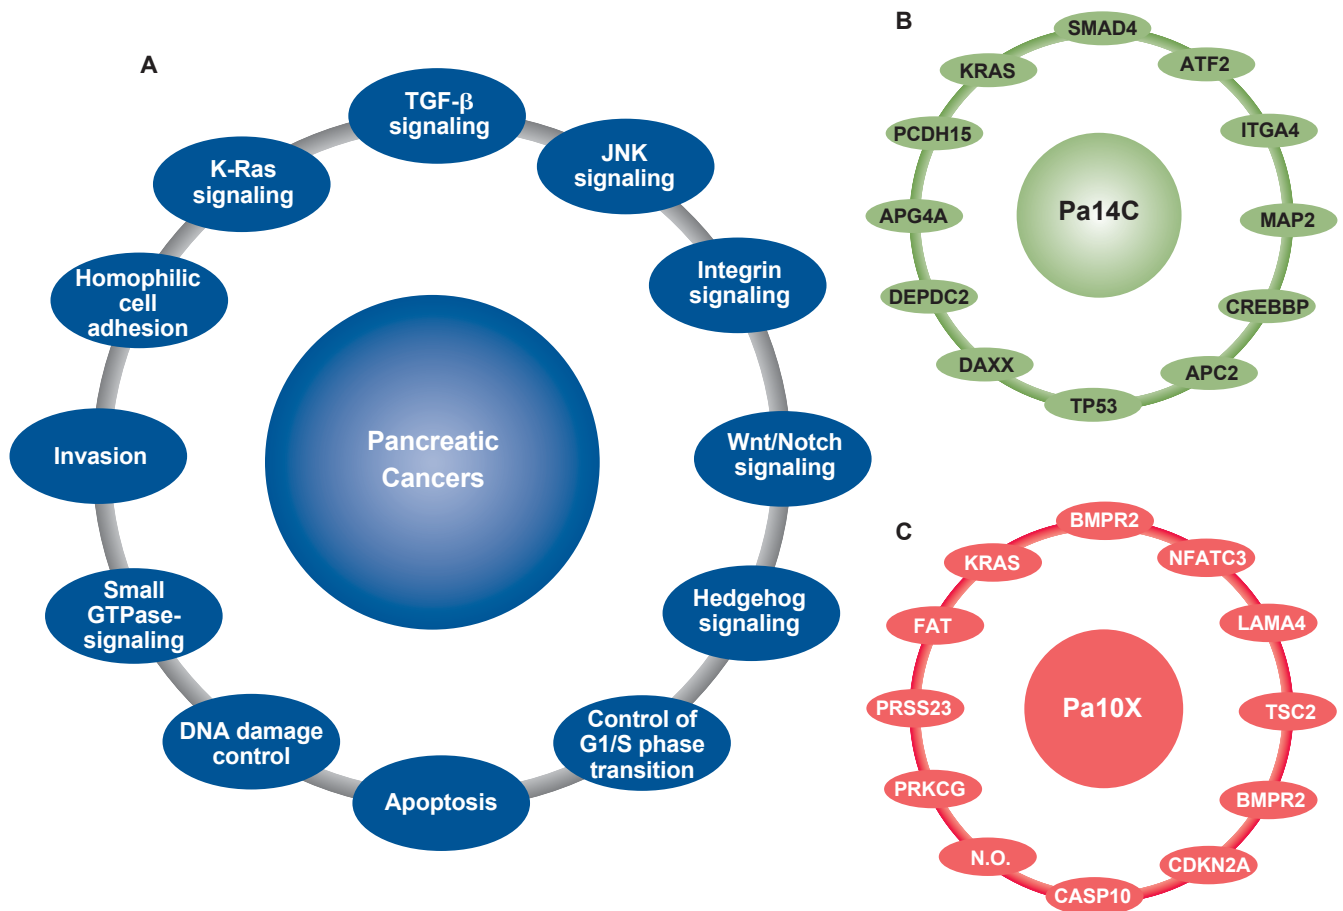 A
TGF-β
signaling
JNK
signaling
Integrin
signaling
Wnt/Notch
signaling
Hedgehog
signaling
Control of
G1/S phase
transition
Apoptosis
DNA damage
control
Small
GTPase-
signaling
Invasion
Homophilic
cell
adhesion
K-Ras
signaling
Pancreatic
Cancers
B
SMAD4
ATF2
ITGA4
MAP2
CREBBP
APC2
TP53
DAXX
DEPDC2
APG4A
PCDH15
KRAS
Pa14C
C
BMPR2
NFATC3
LAMA4
TSC2
BMPR2
CDKN2A
CASP10
N.O.
PRKCG
PRSS23
FAT
KRAS
Pa10X